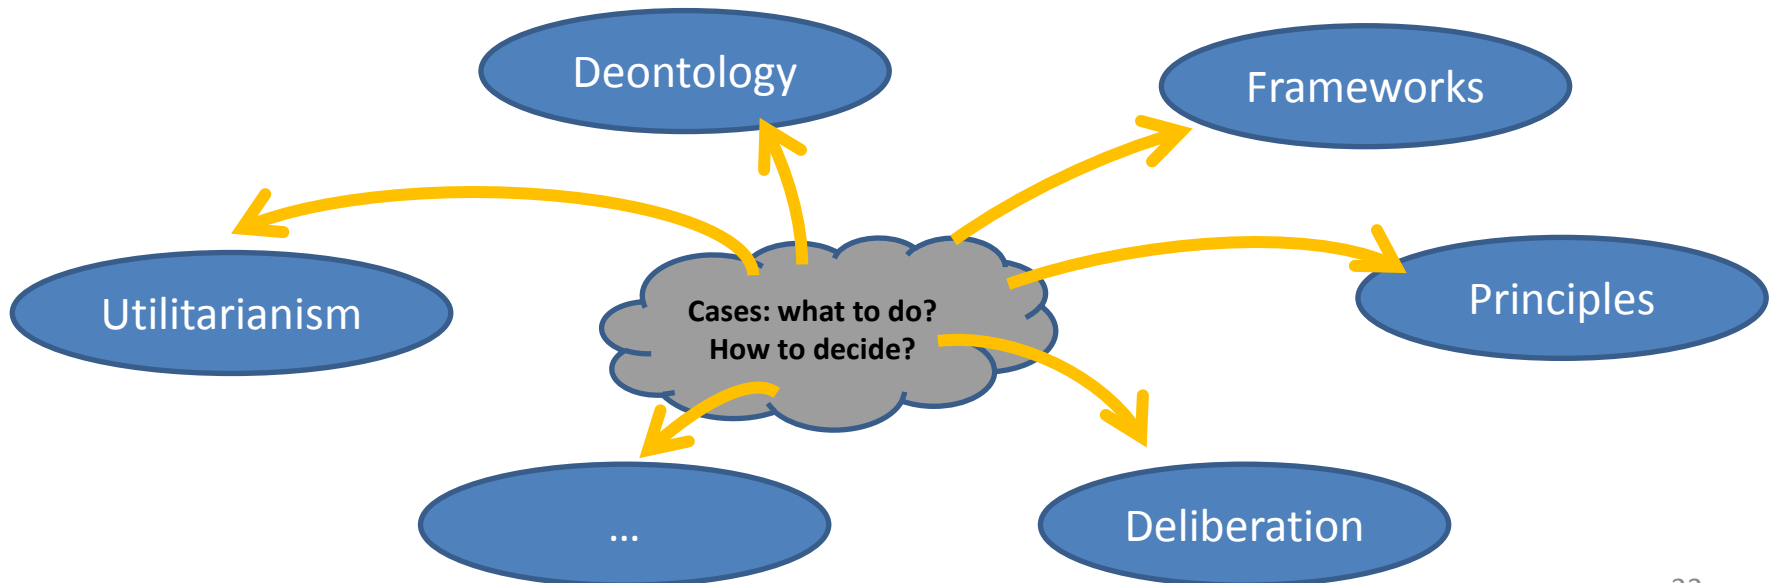 Deontology
Frameworks
Utilitarianism
Cases: what to do?
How to decide?
Principles
...
Deliberation